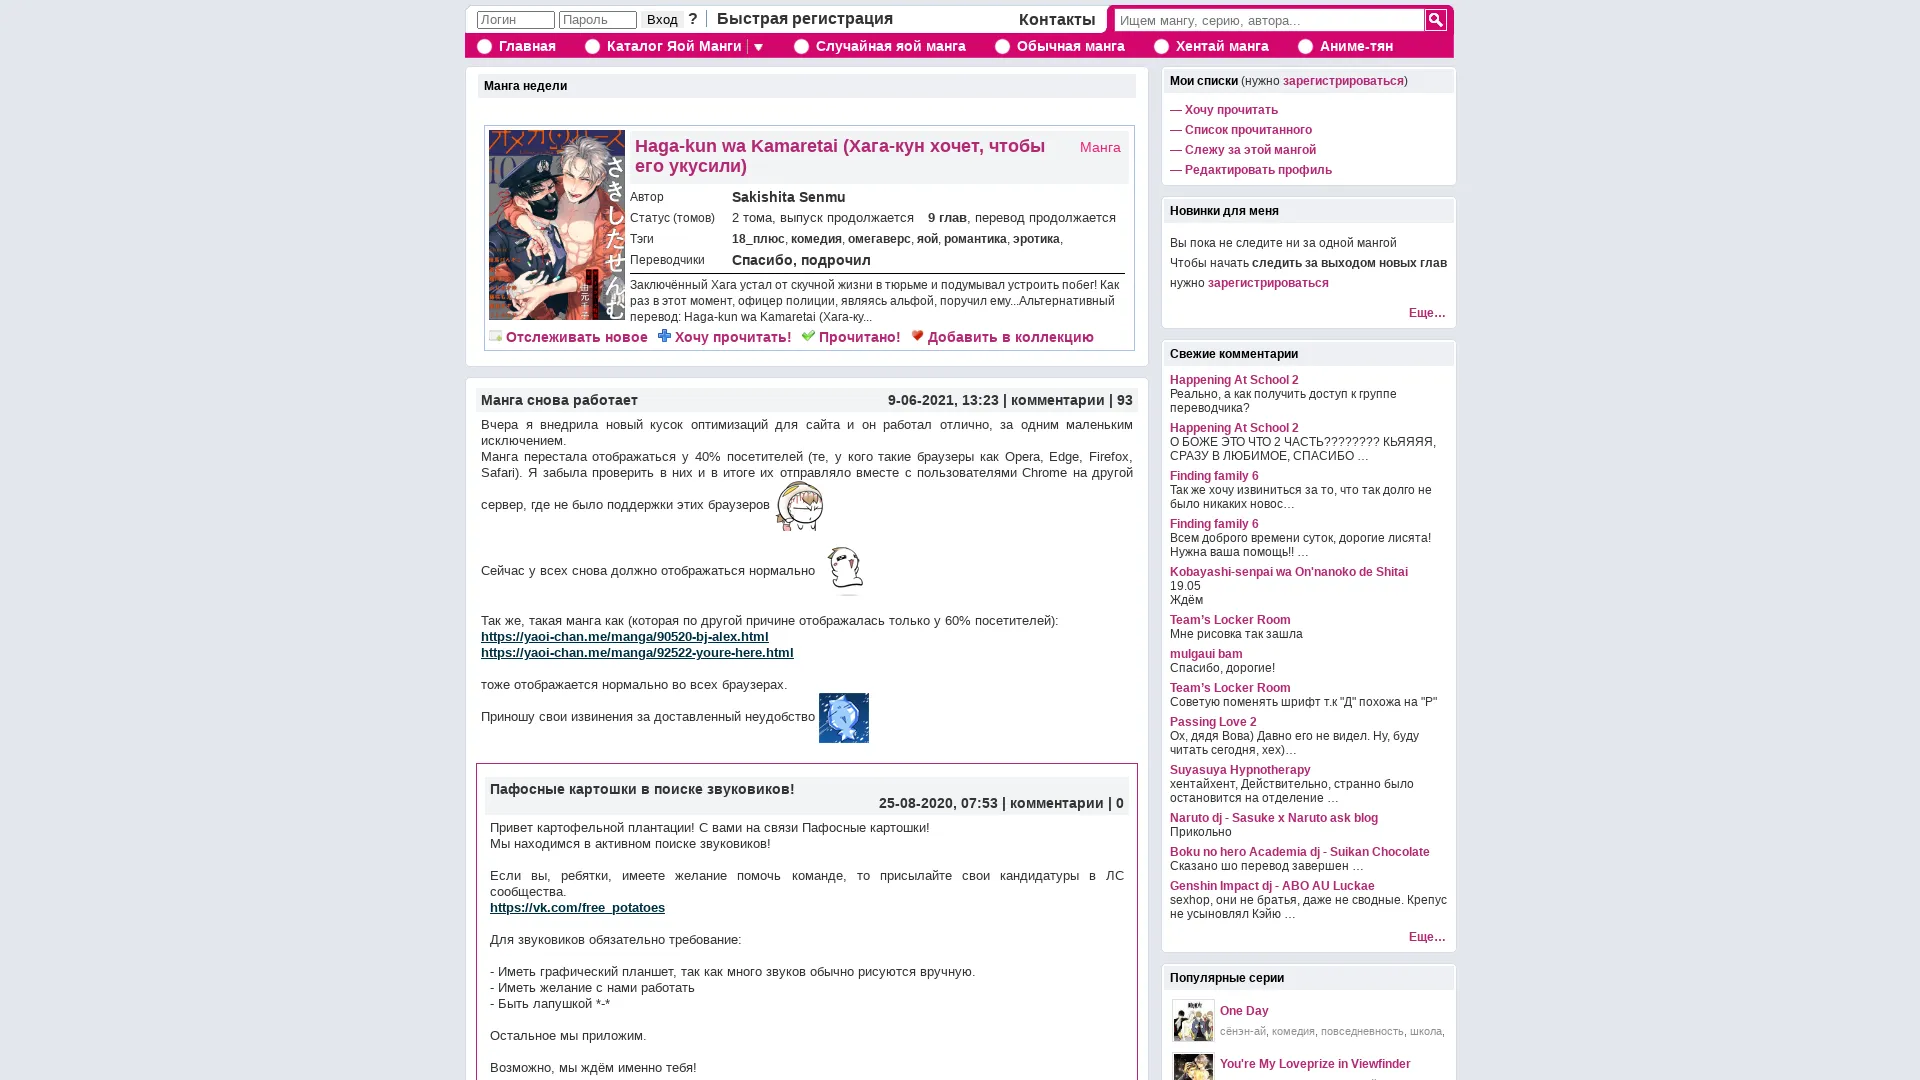 Логин Пароль Вход ? Быстрая регистрация Контакты Ищем мангу, серию, автора...
Главная Каталог Яой Манги Случайная яой манга Обычная манга Хентай манга Аниме-тян
Манга недели
Haga-kun wa Kamaretai (Хага-кун хочет, чтобы его укусили) Манга
Автор Sakishita Senmu
Статус (томов) 2 тома, выпуск продолжается 9 глав, перевод продолжается
Тэги 18_плюс, комедия, омегаверс, яой, романтика, эротика,
Переводчики Спасибо, подрочил
Заключённый Хага устал от скучной жизни в тюрьме и подумывал устроить побег! Как
раз в этот момент, офицер полиции, являясь альфой, поручил ему...Альтернативный
перевод: Haga-kun wa Kamaretai (Хага-ку...
さきしたせんむ
Отслеживать новое Хочу прочитать! Прочитано! Добавить в коллекцию
Манга снова работает 9-06-2021, 13:23 | комментарии | 93
Вчера я внедрила новый кусок оптимизаций для сайта и он работал отлично, за одним маленьким
исключением.
Манга перестала отображаться у 40% посетителей (те, у кого такие браузеры как Opera, Edge, Firefox,
Safari). Я забыла проверить в них и в итоге их отправляло вместе с пользователями Chrome на другой
сервер, где не было поддержки этих браузеров
Сейчас у всех снова должно отображаться нормально
Так же, такая манга как (которая по другой причине отображалась только у 60% посетителей):
https://yaoi-chan.me/manga/90520-bj-alex.html
https://yaoi-chan.me/manga/92522-youre-here.html
тоже отображается нормально во всех браузерах.
Приношу свои извинения за доставленный неудобство
Пафосные картошки в поиске звуковиков!
25-08-2020, 07:53 | комментарии | 0
Привет картофельной плантации! С вами на связи Пафосные картошки!
Мы находимся в активном поиске звуковиков!
Если вы, ребятки, имеете желание помочь команде, то присылайте свои кандидатуры в ЛС
сообщества.
https://vk.com/free_potatoes
Для звуковиков обязательно требование:
- Иметь графический планшет, так как много звуков обычно рисуются вручную.
- Иметь желание с нами работать
- Быть лапушкой *-*
Остальное мы приложим.
Возможно, мы ждём именно тебя!
Мои списки (нужно зарегистрироваться)
— Хочу прочитать
— Список прочитанного
— Слежу за этой мангой
— Редактировать профиль
Новинки для меня
Вы пока не следите ни за одной мангой
Чтобы начать следить за выходом новых глав
нужно зарегистрироваться
Еще…
Свежие комментарии
Happening At School 2
Реально, а как получить доступ к группе
переводчика?
Happening At School 2
О БОЖЕ ЭТО ЧТО 2 ЧАСТЬ???????? КЬЯЯЯЯ,
СРАЗУ В ЛЮБИМОЕ, СПАСИБО …
Finding family 6
Так же хочу извиниться за то, что так долго не
было никаких новос…
Finding family 6
Всем доброго времени суток, дорогие лисята!
Нужна ваша помощь!! …
Kobayashi-senpai wa On'nanoko de Shitai
19.05
Ждём
Team’s Locker Room
Мне рисовка так зашла
mulgaui bam
Спасибо, дорогие!
Team’s Locker Room
Советую поменять шрифт т.к "Д" похожа на "Р"
Passing Love 2
Ох, дядя Вова) Давно его не видел. Ну, буду
читать сегодня, хех)…
Suyasuya Hypnotherapy
хентайхент, Действительно, странно было
остановится на отделение …
Naruto dj - Sasuke x Naruto ask blog
Прикольно
Boku no hero Academia dj - Suikan Chocolate
Сказано шо перевод завершен …
Genshin Impact dj - ABO AU Luckae
sexhop, они не братья, даже не сводные. Крепус
не усыновлял Кэйю …
Еще…
Популярные серии
One Day
сёнэн-ай, комедия, повседневность, школа,
You're My Loveprize in Viewfinder